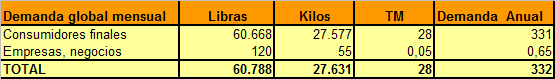 Demanda global mensual Libras Kilos TM Demanda Anual
Consumidores finales 60.668 27.577 28 331
Empresas, negocios 120 55 0,05 0,65
TOTAL 60.788 27.631 28 332